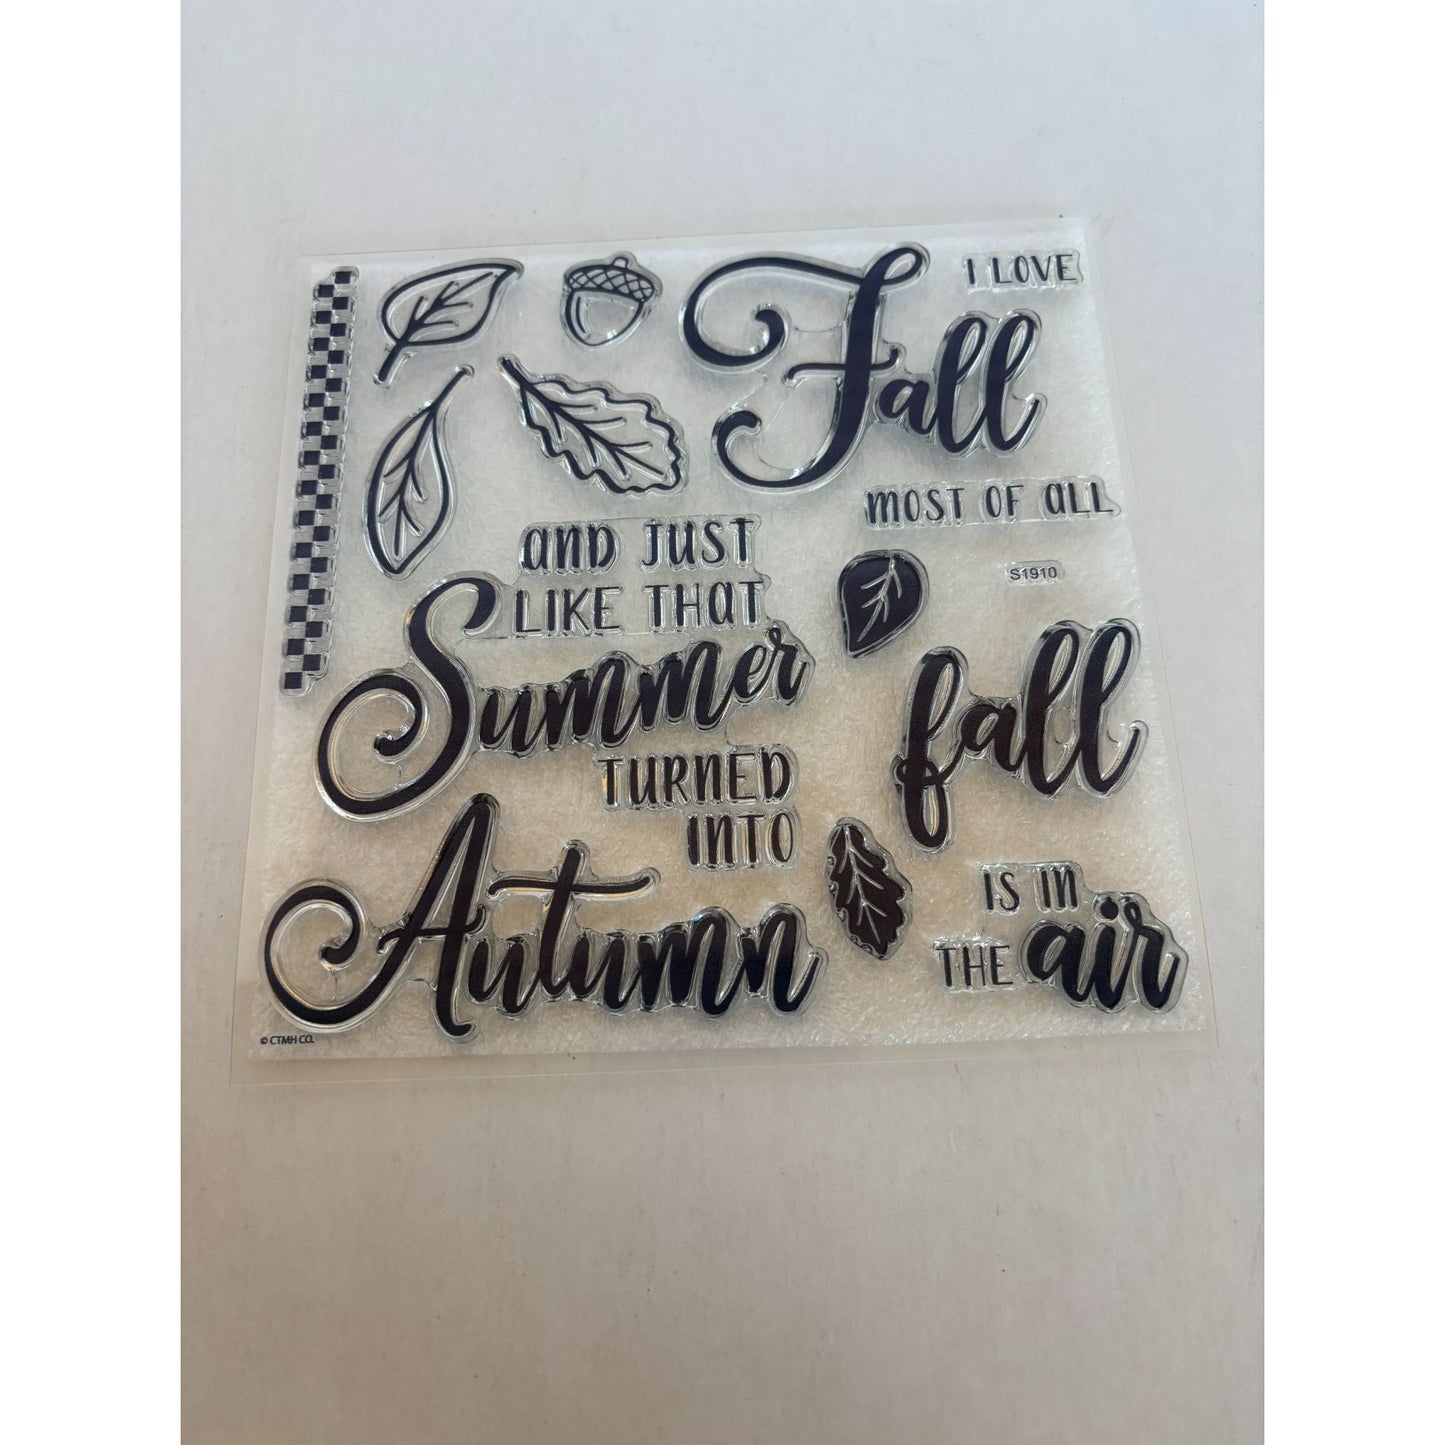 I LOVE
Fall
MOST OF ALL
S1910
AND JUST
LIKE THAT
Summer
TURNED
INTO
Autumn
fall
IS IN
THE air
© CTMH CO.